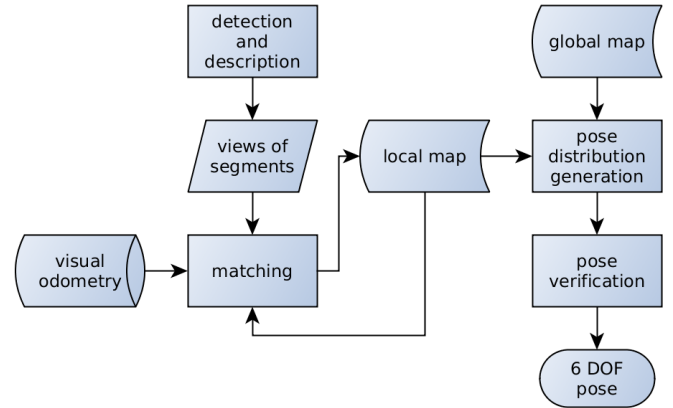 detection
and
description
global map
views of
segments
local map
pose
distribution
generation
visual
odometry
matching
pose
verification
6 DOF
pose